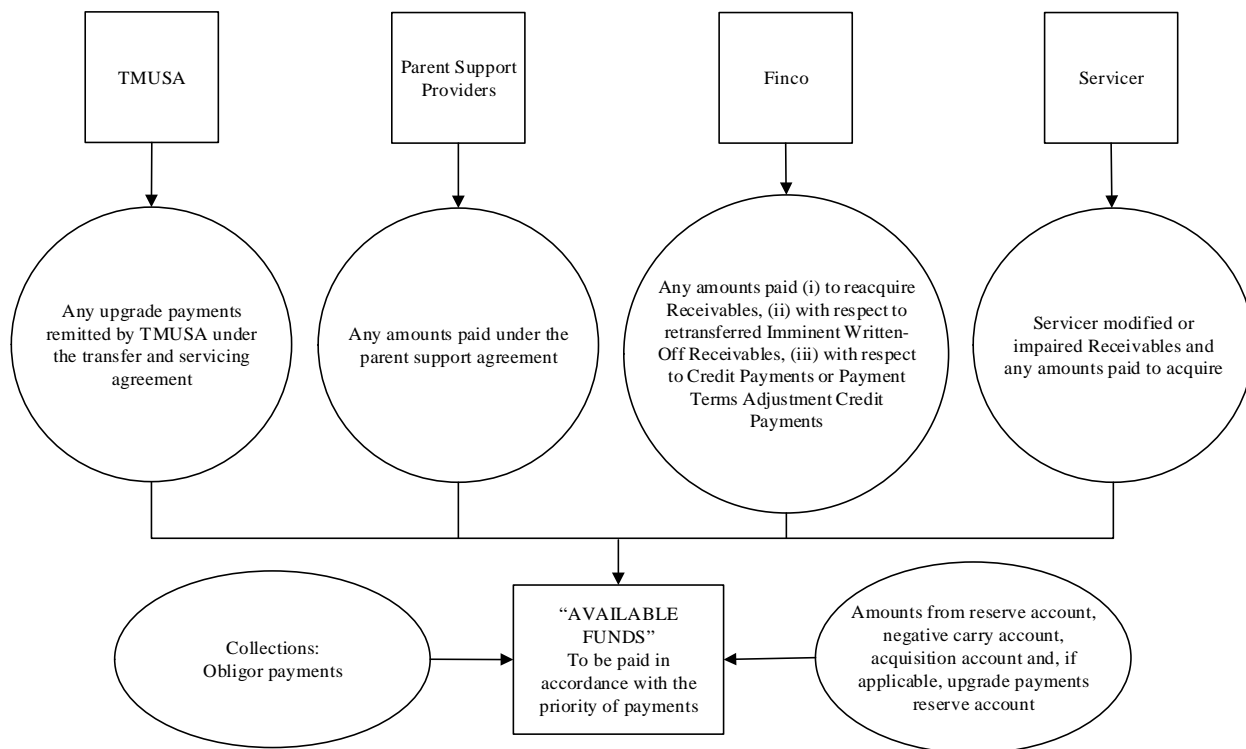 TMUSA
Parent Support
Providers
Finco
Servicer
Any upgrade payments
remitted by TMUSA under
the transfer and servicing
agreement
Any amounts paid under the
parent support agreement
Any amounts paid (i) to reacquire
Receivables, (ii) with respect to
retransferred Imminent Written-
Off Receivables, (iii) with respect
to Credit Payments or Payment
Terms Adjustment Credit
Payments
Servicer modified or
impaired Receivables and
any amounts paid to acquire
Collections:
Obligor payments
“AVAILABLE
FUNDS”
To be paid in
accordance with the
priority of payments
Amounts from reserve account,
negative carry account,
acquisition account and, if
applicable, upgrade payments
reserve account